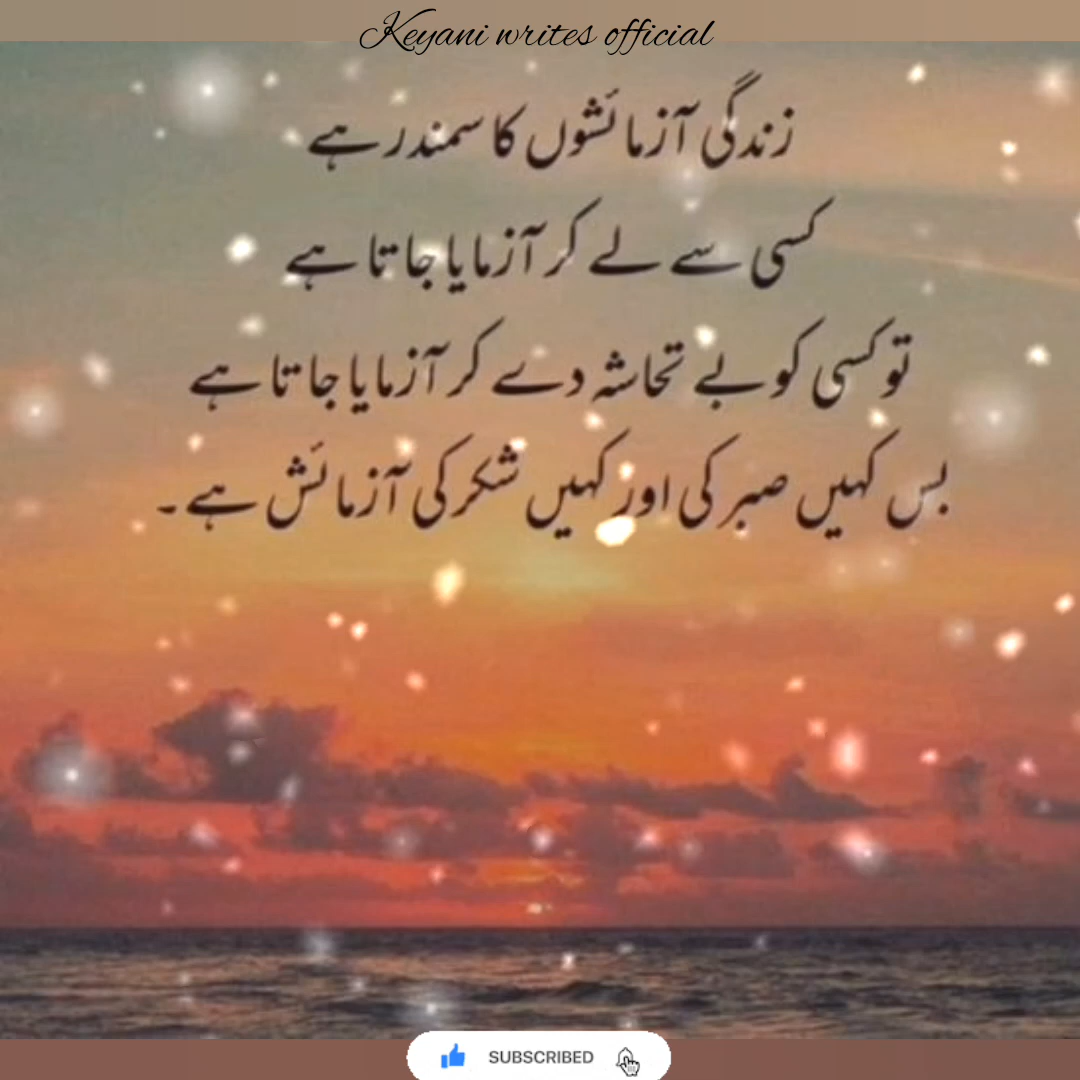 Keyani writes official
زندگی آزمائشوں کا سمندر ہے
کسی سے لے کر آزمایا جاتا ہے
تو کسی کو بے تحاشہ دے کر آزمایا جاتا ہے
بس کہیں صبر کی اور کہیں شکر کی آزمائش ہے۔
SUBSCRIBED